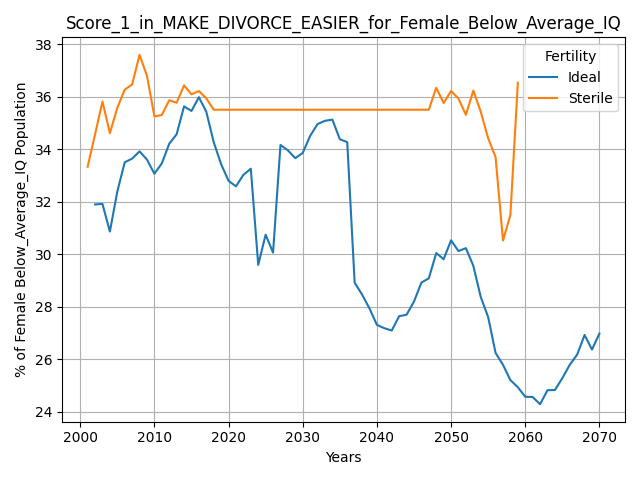 Score_1_in_MAKE_DIVORCE_EASIER_for_Female_Below_Average_IQ
% of Female Below_Average_IQ Population
38
36
34
32
30
28
26
24
Fertility
Ideal
Sterile
2000 2010 2020 2030 2040 2050 2060 2070
Years